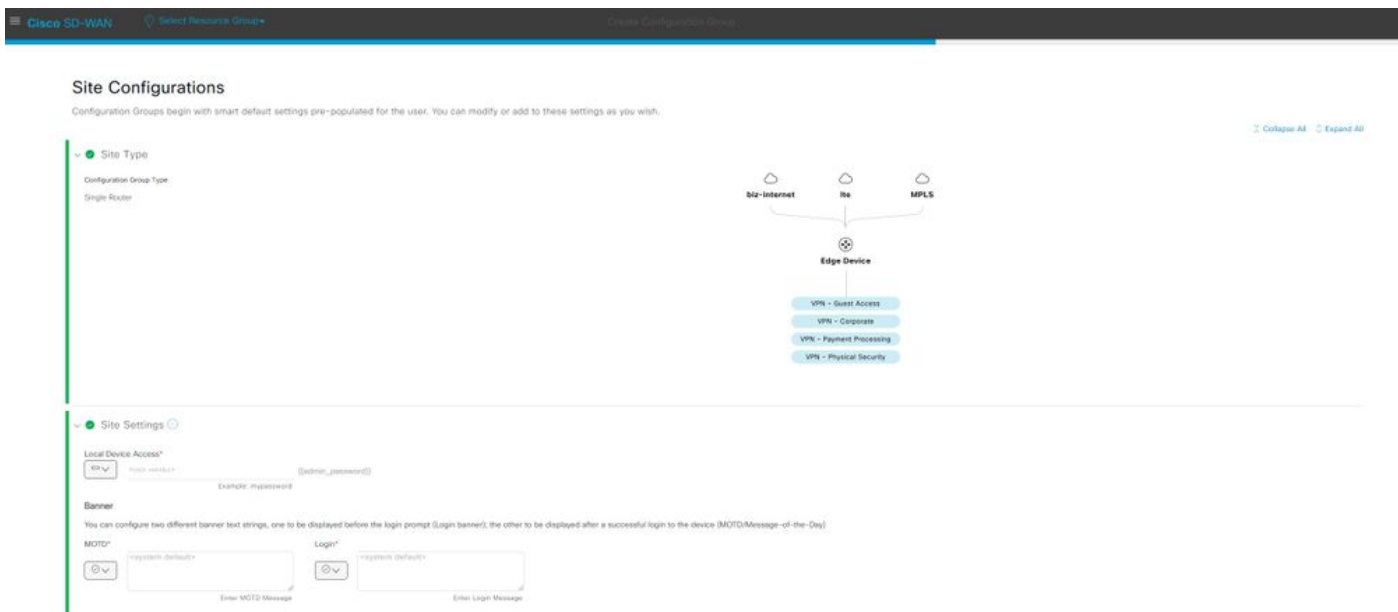 Cisco SD-WAN
Select Resource Group
Create Configuration Group
Site Configurations
Configuration Groups begin with smart default settings pre-populated for the user. You can modify or add to these settings as you wish.
Collapse All Expand All
Site Type
Configuration Group Type
Single Router
biz-internet lte MPLS
Edge Device
VPN - Guest Access
VPN - Corporate
VPN - Payment Processing
VPN - Physical Security
Site Settings
Local Device Access*
{{admin_password}}
Example: mypassword
Banner
You can configure two different banner text strings, one to be displayed before the login prompt (Login banner); the other to be displayed after a successful login to the device (MOTD/Message-of-the-Day)
MOTD* Login*
<system default> <system default>
Enter MOTD Message Enter Login Message